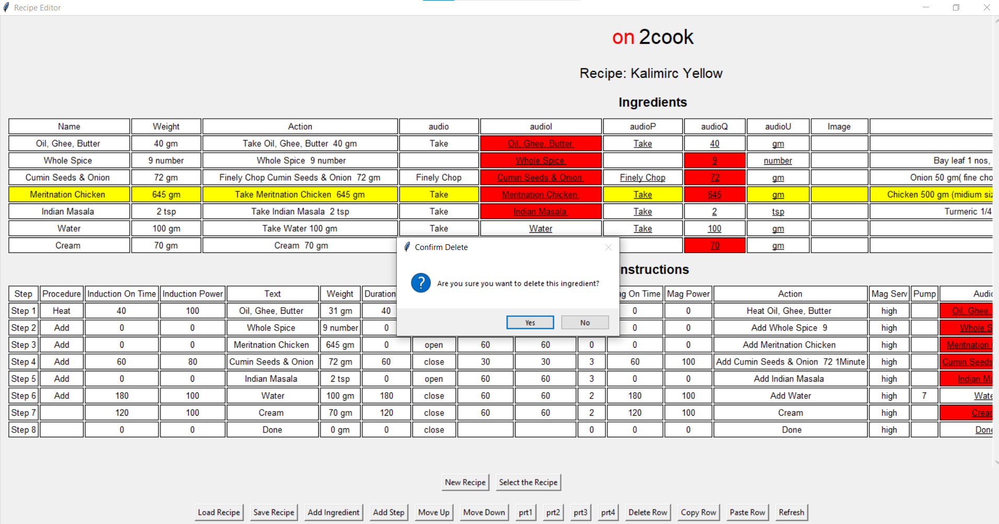 Recipe Editor
on 2cook
Recipe: Kalimirc Yellow
Ingredients
Name Weight Action audio audioI audioP audioQ audioU Image
Oil, Ghee, Butter 40 gm Take Oil, Ghee, Butter 40 gm Take Oil, Ghee, Butter Take 40 gm
Whole Spice 9 number Whole Spice 9 number Whole Spice 9 number Bay leaf 1 nos,
Cumin Seeds & Onion 72 gm Finely Chop Cumin Seeds & Onion 72 gm Finely Chop Cumin Seeds & Onion Finely Chop 72 gm Onion 50 gm( fine cho
Meritnation Chicken 645 gm Take Meritnation Chicken 645 gm Take Meritnation Chicken Take 645 gm Chicken 500 gm (midium siz
Indian Masala 2 tsp Take Indian Masala 2 tsp Take Indian Masala Take 2 tsp Turmeric 1/4
Water 100 gm Take Water 100 gm Take Water Take 100 gm
Cream 70 gm Cream 70 gm 70 gm
Confirm Delete
Are you sure you want to delete this ingredient?
Yes No
nstructions
Step Procedure Induction On Time Induction Power Text Weight Duration ag On Time Mag Power Action Mag Serv Pump Audio
Step 1 Heat 40 100 Oil, Ghee, Butter 31 gm 40 0 0 Heat Oil, Ghee, Butter high Oil, Ghee,
Step 2 Add 0 0 Whole Spice 9 number 0 0 0 Add Whole Spice 9 high Whole S
Step 3 Add 0 0 Meritnation Chicken 645 gm 0 open 60 60 0 0 0 Add Meritnation Chicken high Meritnation
Step 4 Add 60 80 Cumin Seeds & Onion 72 gm 60 close 30 30 3 60 100 Add Cumin Seeds & Onion 72 1Minute high Cumin Seeds
Step 5 Add 0 0 Indian Masala 2 tsp 0 open 60 60 3 0 0 Add Indian Masala high Indian Ma
Step 6 Add 180 100 Water 100 gm 180 close 60 60 2 180 100 Add Water high 7 Wate
Step 7 120 100 Cream 70 gm 120 close 60 60 2 120 100 Cream high Crear
Step 8 0 0 Done 0 gm 0 close 0 0 0 Done high Done
New Recipe Select the Recipe
Load Recipe Save Recipe Add Ingredient Add Step Move Up Move Down prt1 prt2 prt3 prt4 Delete Row Copy Row Paste Row Refresh